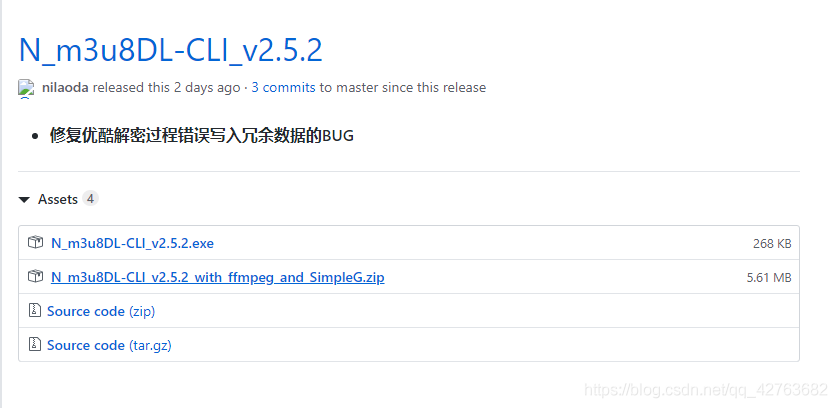 N_m3u8DL-CLI_v2.5.2
nilaoda released this 2 days ago · 3 commits to master since this release
修复优酷解密过程错误写入冗余数据的BUG
Assets 4
N_m3u8DL-CLI_v2.5.2.exe 268 KB
N_m3u8DL-CLI_v2.5.2_with_ffmpeg_and_SimpleG.zip 5.61 MB
Source code (zip)
Source code (tar.gz)
https://blog.csdn.net/qq_42763682